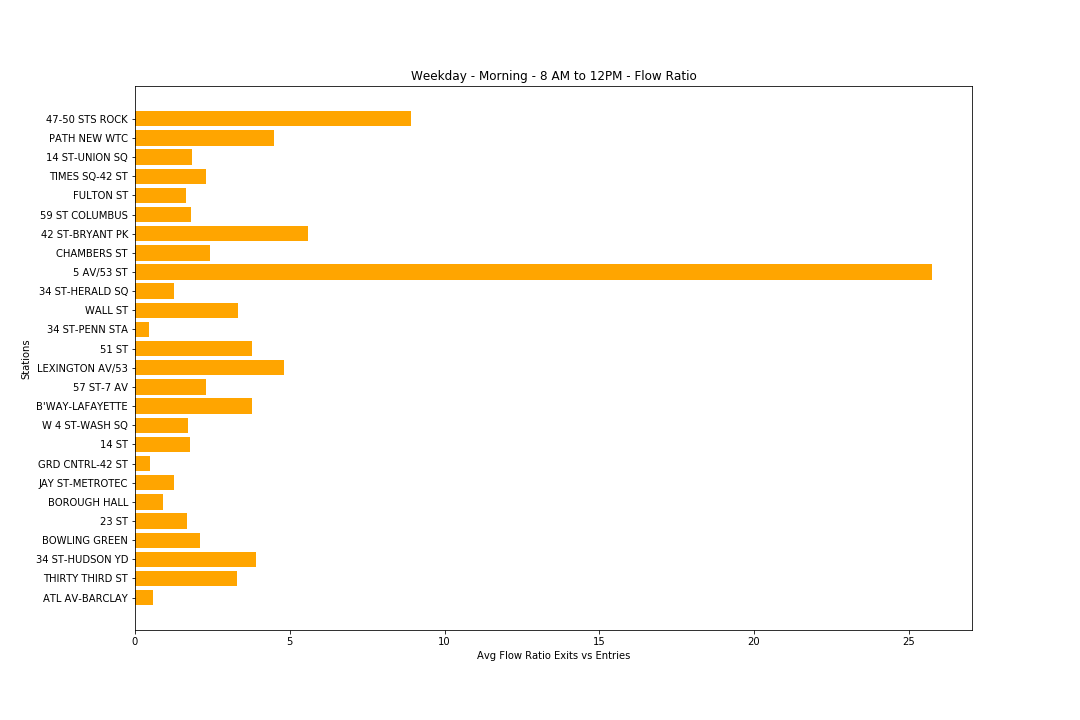 Weekday - Morning - 8 AM to 12PM - Flow Ratio
Stations
47-50 STS ROCK
PATH NEW WTC
14 ST-UNION SQ
TIMES SQ-42 ST
FULTON ST
59 ST COLUMBUS
42 ST-BRYANT PK
CHAMBERS ST
5 AV/53 ST
34 ST-HERALD SQ
WALL ST
34 ST-PENN STA
51 ST
LEXINGTON AV/53
57 ST-7 AV
B'WAY-LAFAYETTE
W 4 ST-WASH SQ
14 ST
GRD CNTRL-42 ST
JAY ST-METROTEC
BOROUGH HALL
23 ST
BOWLING GREEN
34 ST-HUDSON YD
THIRTY THIRD ST
ATL AV-BARCLAY
0 5 10 15 20 25
Avg Flow Ratio Exits vs Entries